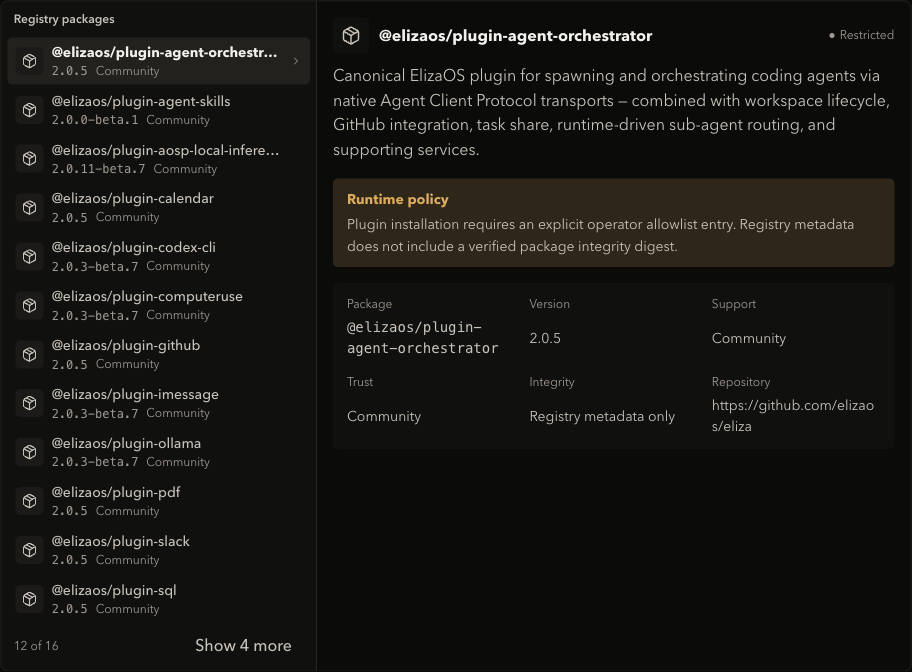 Registry packages
@elizaos/plugin-agent-orchestr...
2.0.5 Community
@elizaos/plugin-agent-skills
2.0.0-beta.1 Community
@elizaos/plugin-aosp-local-infere...
2.0.11-beta.7 Community
@elizaos/plugin-calendar
2.0.5 Community
@elizaos/plugin-codex-cli
2.0.3-beta.7 Community
@elizaos/plugin-computeruse
2.0.3-beta.7 Community
@elizaos/plugin-github
2.0.5 Community
@elizaos/plugin-imessage
2.0.3-beta.7 Community
@elizaos/plugin-ollama
2.0.3-beta.7 Community
@elizaos/plugin-pdf
2.0.5 Community
@elizaos/plugin-slack
2.0.5 Community
@elizaos/plugin-sql
2.0.5 Community
12 of 16
Show 4 more
@elizaos/plugin-agent-orchestrator
Restricted
Canonical ElizaOS plugin for spawning and orchestrating coding agents via
native Agent Client Protocol transports — combined with workspace lifecycle,
GitHub integration, task share, runtime-driven sub-agent routing, and
supporting services.
Runtime policy
Plugin installation requires an explicit operator allowlist entry. Registry metadata
does not include a verified package integrity digest.
Package
@elizaos/plugin-
agent-orchestrator
Version
2.0.5
Support
Community
Trust
Community
Integrity
Registry metadata only
Repository
https://github.com/elizao
s/eliza